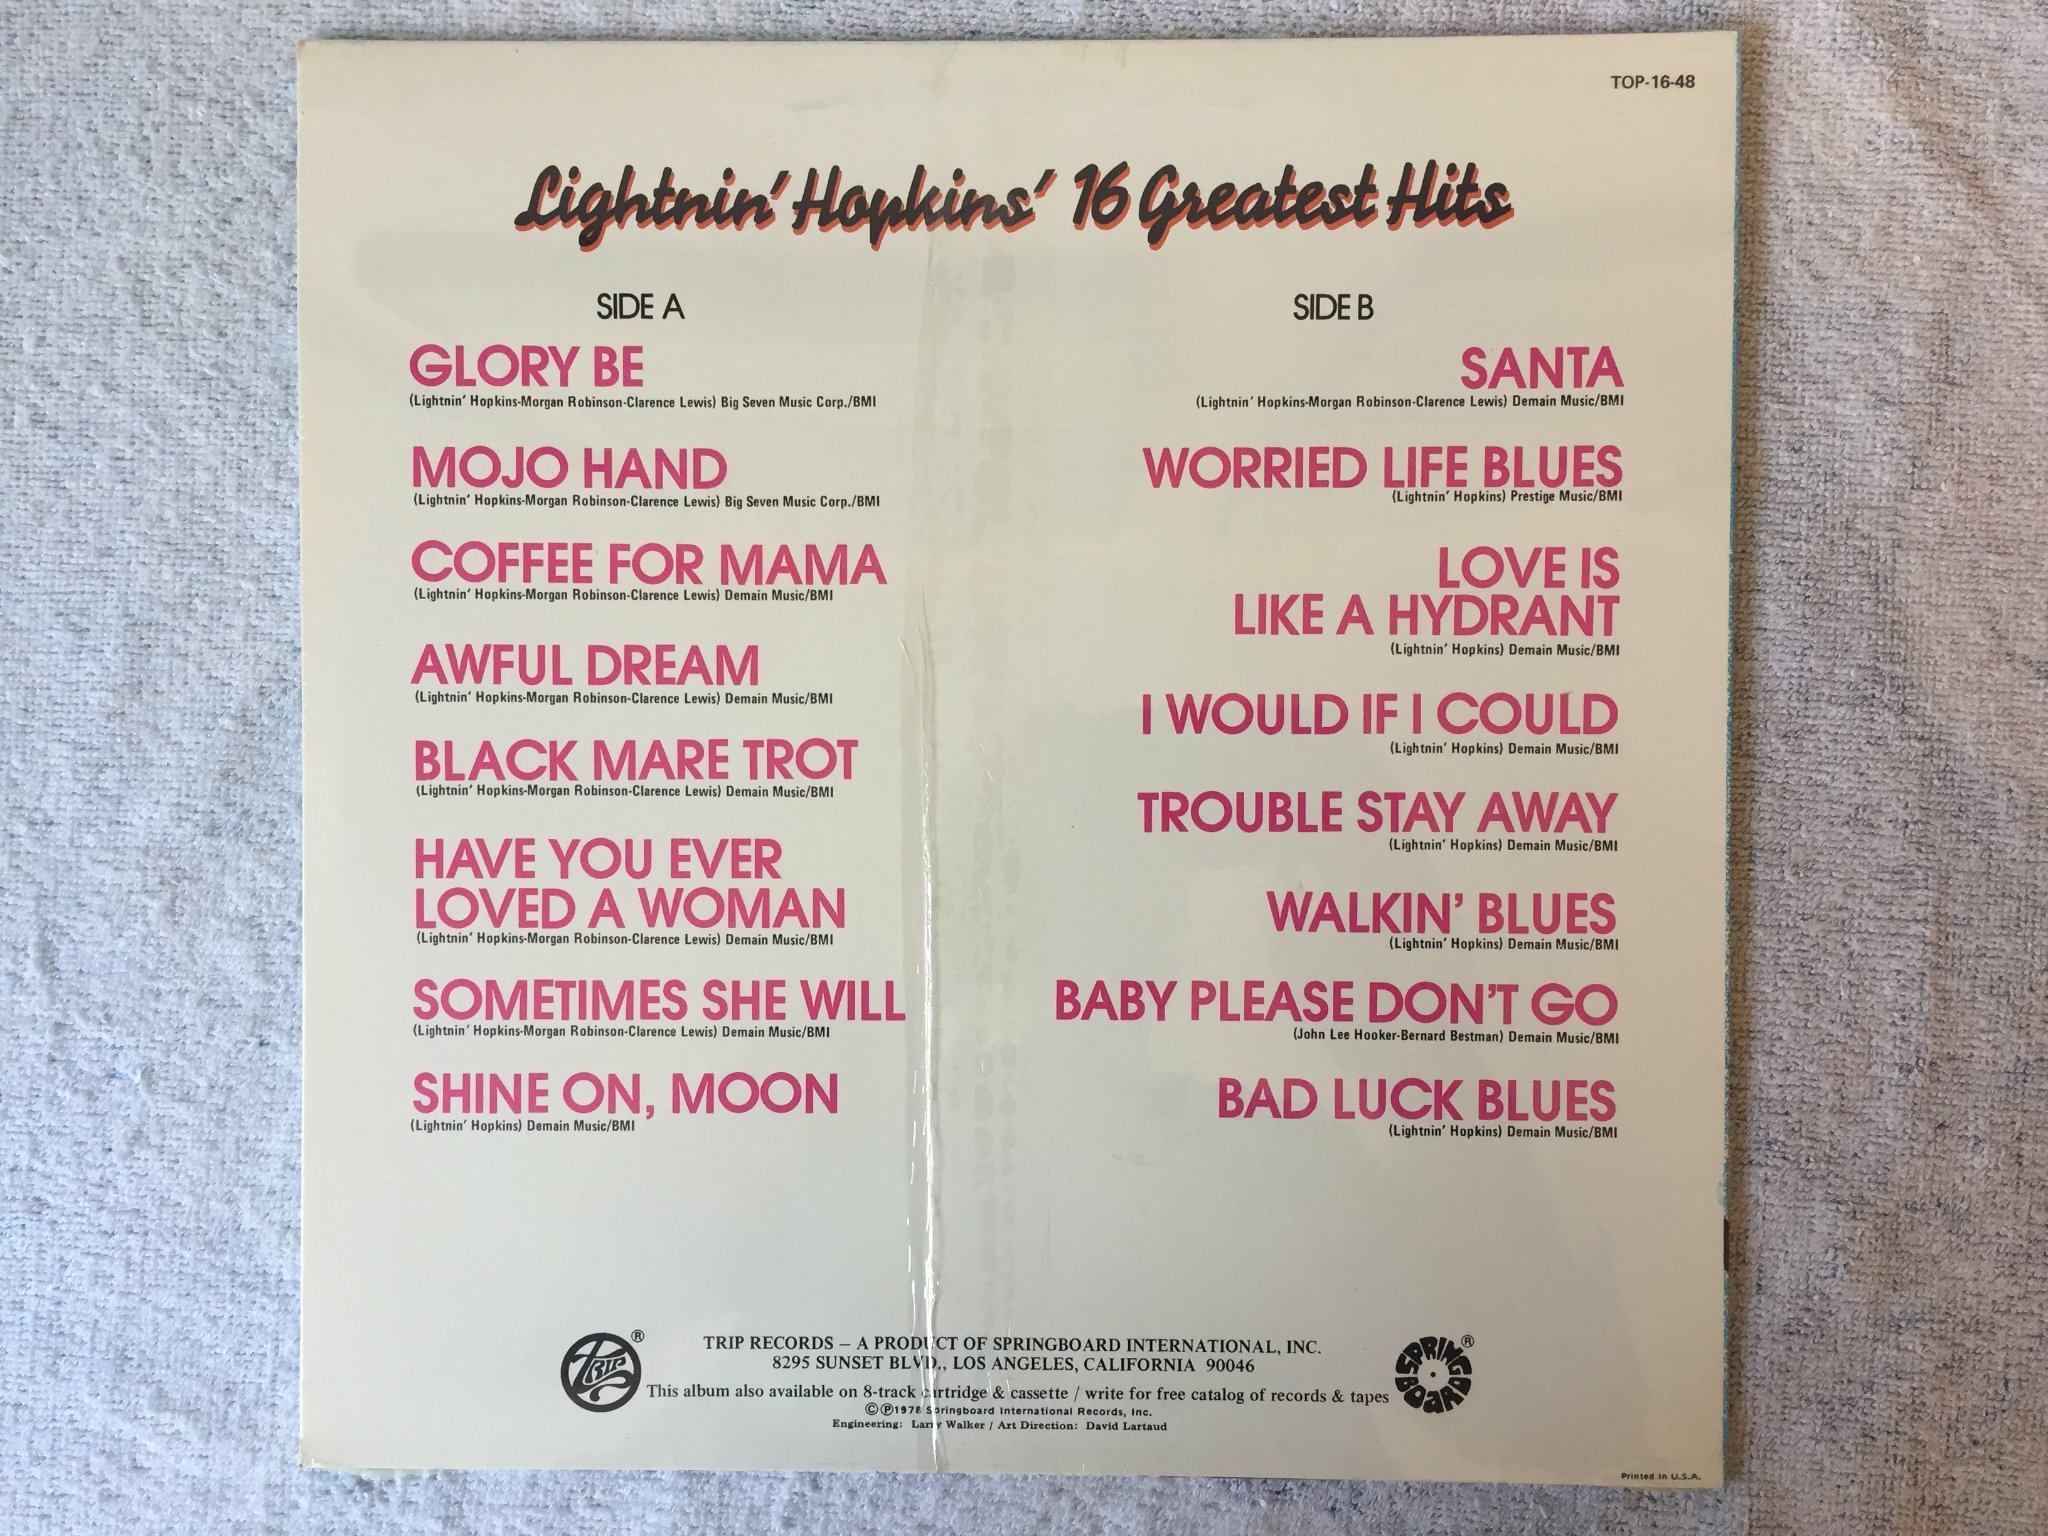 TOP-16-48
Lightnin' Hopkins' 16 Greatest Hits
SIDE A
GLORY BE
(Lightnin' Hopkins-Morgan Robinson-Clarence Lewis) Big Seven Music Corp./BMI
MOJO HAND
(Lightnin' Hopkins-Morgan Robinson-Clarence Lewis) Big Seven Music Corp./BMI
COFFEE FOR MAMA
(Lightnin' Hopkins-Morgan Robinson-Clarence Lewis) Demain Music/BMI
AWFUL DREAM
(Lightnin' Hopkins-Morgan Robinson-Clarence Lewis) Demain Music/BMI
BLACK MARE TROT
(Lightnin' Hopkins-Morgan Robinson-Clarence Lewis) Demain Music/BMI
HAVE YOU EVER
LOVED A WOMAN
(Lightnin' Hopkins-Morgan Robinson-Clarence Lewis) Demain Music/BMI
SOMETIMES SHE WILL
(Lightnin' Hopkins-Morgan Robinson-Clarence Lewis) Demain Music/BMI
SHINE ON, MOON
(Lightnin' Hopkins) Demain Music/BMI
SIDE B
SANTA
(Lightnin' Hopkins-Morgan Robinson-Clarence Lewis) Demain Music/BMI
WORRIED LIFE BLUES
(Lightnin' Hopkins) Prestige Music/BMI
LOVE IS
LIKE A HYDRANT
(Lightnin' Hopkins) Demain Music/BMI
I WOULD IF I COULD
(Lightnin' Hopkins) Demain Music/BMI
TROUBLE STAY AWAY
(Lightnin' Hopkins) Demain Music/BMI
WALKIN' BLUES
(Lightnin' Hopkins) Demain Music/BMI
BABY PLEASE DON'T GO
(John Lee Hooker-Bernard Bestman) Demain Music/BMI
BAD LUCK BLUES
(Lightnin' Hopkins) Demain Music/BMI
TRIP ®
TRIP RECORDS – A PRODUCT OF SPRINGBOARD INTERNATIONAL, INC.
8295 SUNSET BLVD., LOS ANGELES, CALIFORNIA 90046
This album also available on 8-track cartridge & cassette / write for free catalog of records & tapes
©℗1978 Springboard International Records, Inc.
Engineering: Larry Walker / Art Direction: David Lartaud
SPRINGBOARD ®
Printed In U.S.A.